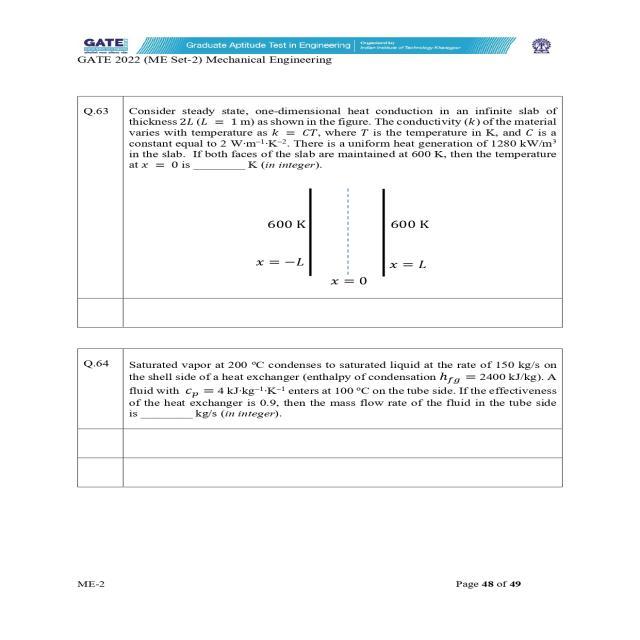 GATE
Graduate Aptitude Test in Engineering
Organised by
Indian Institute of Technology Kharagpur
GATE 2022 (ME Set-2) Mechanical Engineering
Q.63
Consider steady state, one-dimensional heat conduction in an infinite slab of
thickness 2L (L = 1 m) as shown in the figure. The conductivity (k) of the material
varies with temperature as k = CT, where T is the temperature in K, and C is a
constant equal to 2 W·m⁻¹·K⁻². There is a uniform heat generation of 1280 kW/m³
in the slab. If both faces of the slab are maintained at 600 K, then the temperature
at x = 0 is ________ K (in integer).
600 K
600 K
x = −L
x = L
x = 0
Q.64
Saturated vapor at 200 °C condenses to saturated liquid at the rate of 150 kg/s on
the shell side of a heat exchanger (enthalpy of condensation h_fg = 2400 kJ/kg). A
fluid with c_p = 4 kJ·kg⁻¹·K⁻¹ enters at 100 °C on the tube side. If the effectiveness
of the heat exchanger is 0.9, then the mass flow rate of the fluid in the tube side
is ________ kg/s (in integer).
ME-2
Page 48 of 49